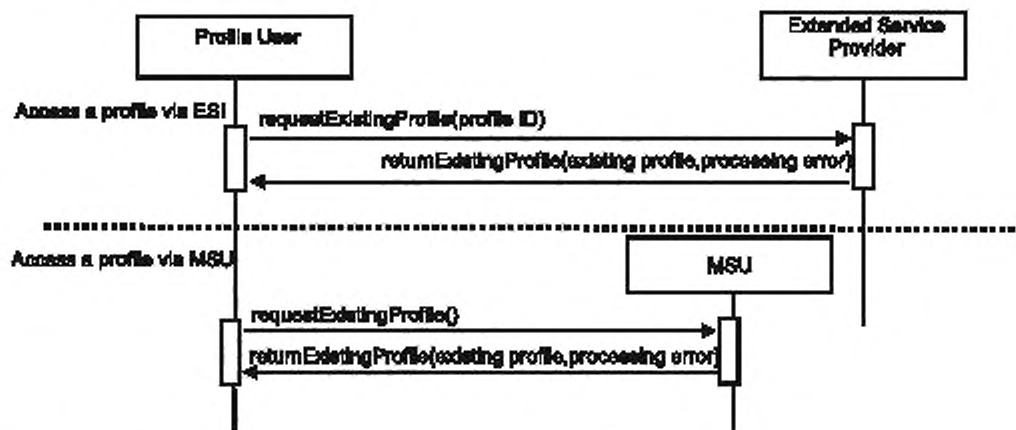 Profile User
Extended Service
Provider
Access a profile via ESI
requestExistingProfile(profile ID)
returnExistingProfile(existing profile,processing error)
Access a profile via MSU
MSU
requestExistingProfile()
returnExistingProfile(existing profile,processing error)